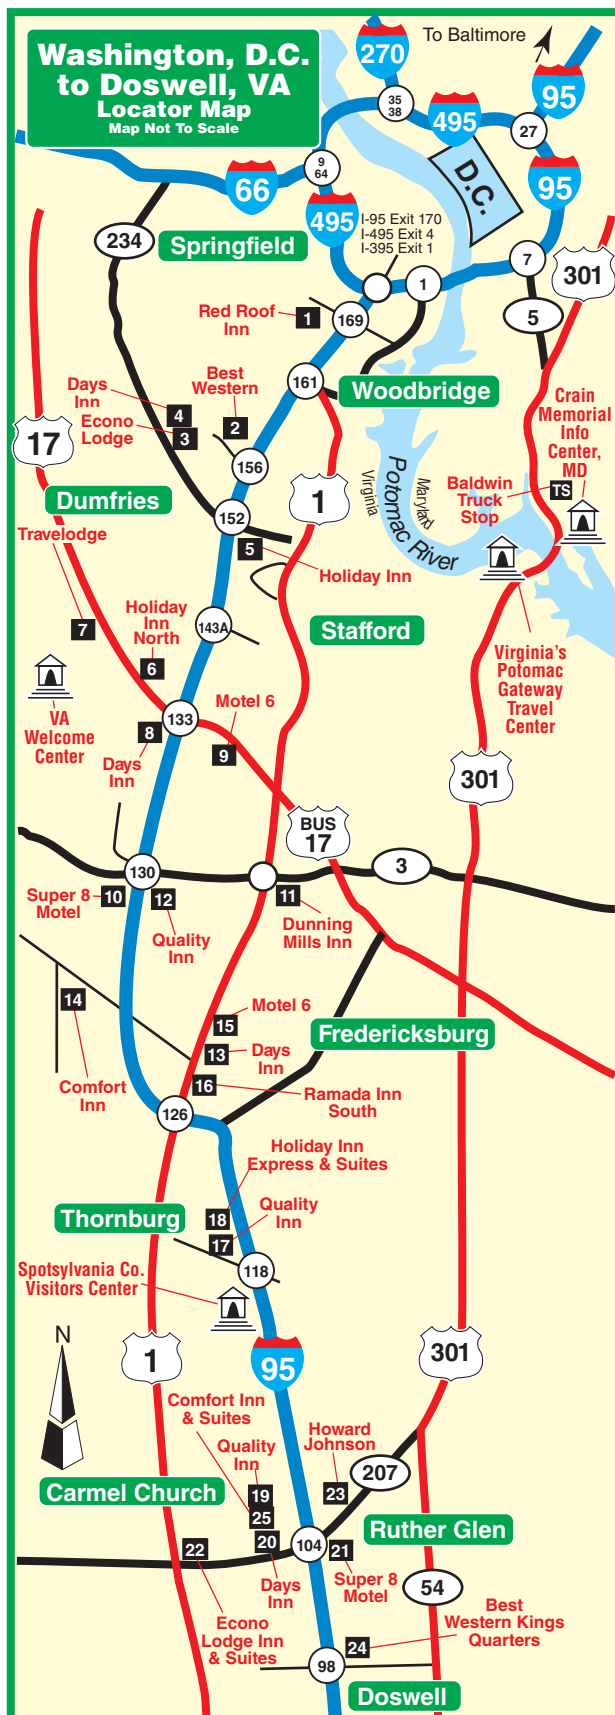 Washington, D.C.
to Doswell, VA
Locator Map
Map Not To Scale
To Baltimore
270
95
35
38
495
27
9
64
66
D.C.
95
495
I-95 Exit 170
I-495 Exit 4
I-395 Exit 1
234
Springfield
7
301
1
5
Red Roof
Inn
1
169
161
Woodbridge
Best
Western
2
Days
Inn
4
Econo
Lodge
3
Crain
Memorial
Info
Center,
MD
17
156
Potomac River
Virginia
Maryland
Baldwin
Truck
Stop
TS
1
Dumfries
152
Travelodge
5
Holiday Inn
7
Holiday
Inn
North
6
143A
Stafford
Virginia's
Potomac
Gateway
Travel
Center
VA
Welcome
Center
133
8
Days
Inn
Motel 6
9
301
BUS
17
3
130
Super 8
Motel
10
12
Quality
Inn
11
Dunning
Mills Inn
14
Comfort
Inn
15
Motel 6
13
Days
Inn
Fredericksburg
16
Ramada Inn
South
126
Holiday Inn
Express & Suites
18
Thornburg
Quality
Inn
17
118
Spotsylvania Co.
Visitors Center
N
1
95
301
Comfort Inn
& Suites
Quality
Inn
Howard
Johnson
207
Carmel Church
19
23
25
Ruther Glen
20
104
21
22
Days
Inn
Super 8
Motel
54
Econo
Lodge Inn
& Suites
Best
Western Kings
Quarters
24
98
Doswell